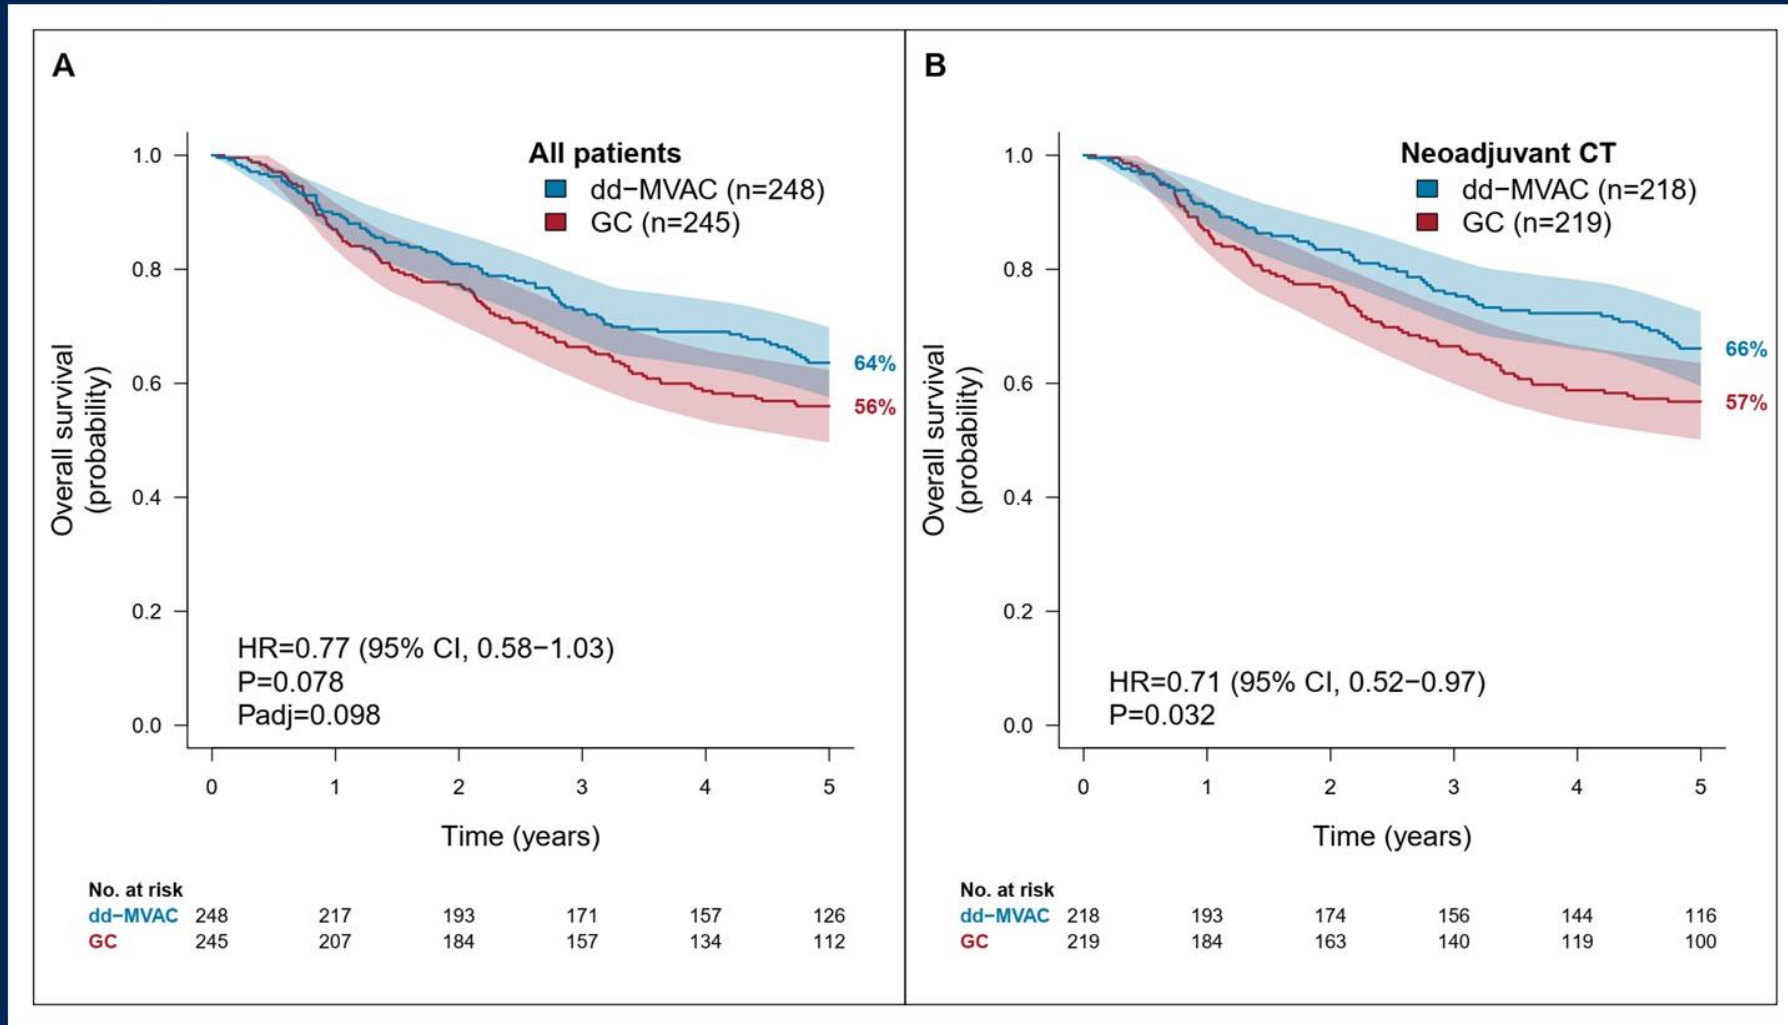 A
All patients
dd−MVAC (n=248)
GC (n=245)
1.0
0.8
0.6
0.4
0.2
0.0
Overall survival
(probability)
64%
56%
HR=0.77 (95% CI, 0.58−1.03)
P=0.078
Padj=0.098
0 1 2 3 4 5
Time (years)
No. at risk
dd−MVAC 248 217 193 171 157 126
GC 245 207 184 157 134 112
B
Neoadjuvant CT
dd−MVAC (n=218)
GC (n=219)
1.0
0.8
0.6
0.4
0.2
0.0
Overall survival
(probability)
66%
57%
HR=0.71 (95% CI, 0.52−0.97)
P=0.032
0 1 2 3 4 5
Time (years)
No. at risk
dd−MVAC 218 193 174 156 144 116
GC 219 184 163 140 119 100